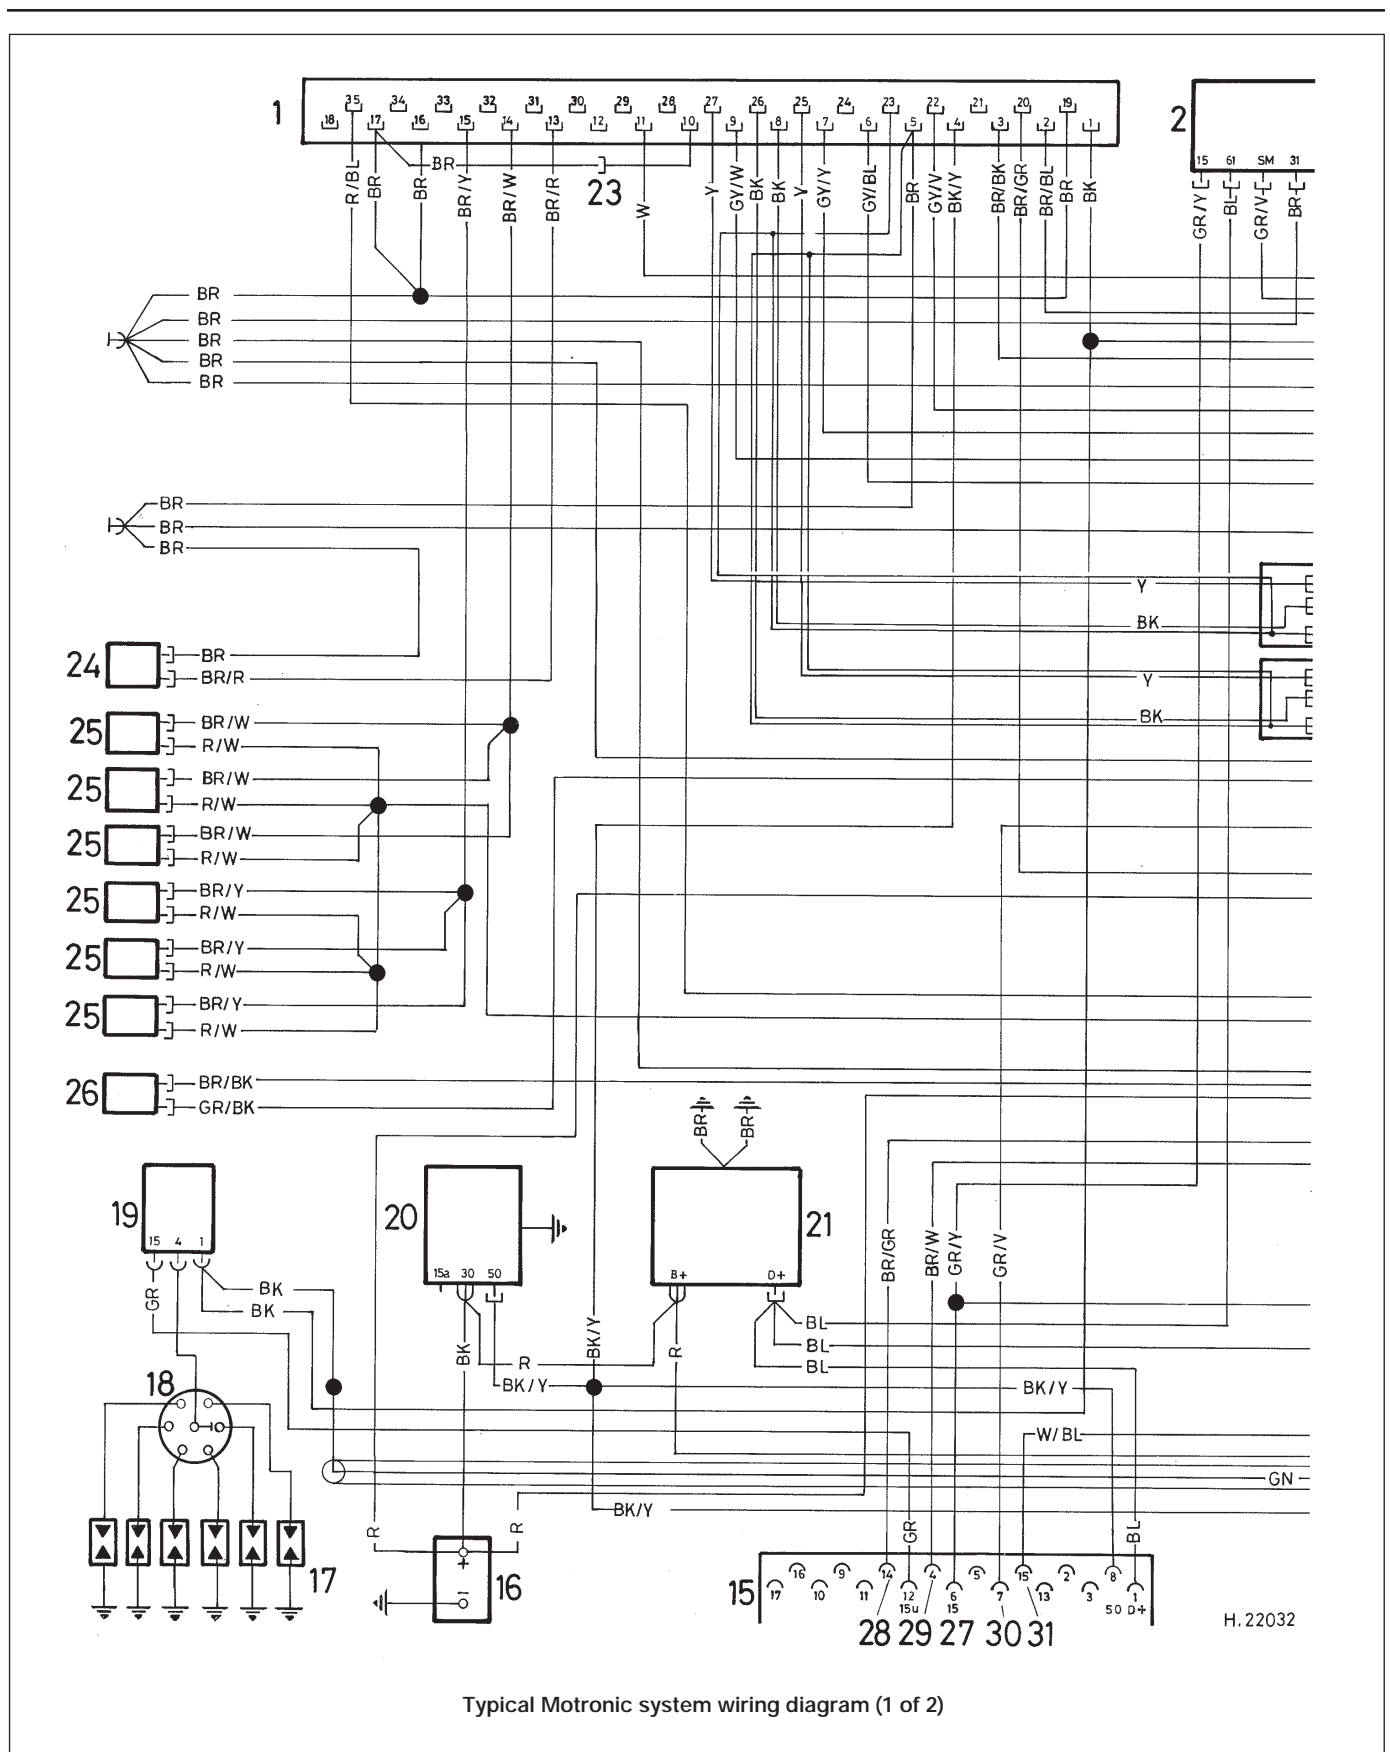 1
35 34 33 32 31 30 29 28 27 26 25 24 23 22 21 20 19
18 17 16 15 14 13 12 11 10 9 8 7 6 5 4 3 2 1
2
15 61 SM 31
R/BL BR BR BR BR/Y BR/W BR/R 23 W Y GY/W BK BK Y GY/Y GY/BL BR GY/V BK/Y BR/BK BR/GR BR/BL BR BK GR/Y BL GR/V BR
BR
BR
BR
BR
BR
BR
BR
BR
Y
BK
24 BR
BR/R
Y
BK
25 BR/W
R/W
25 BR/W
R/W
25 BR/W
R/W
25 BR/Y
R/W
25 BR/Y
R/W
25 BR/Y
R/W
26 BR/BK
GR/BK
BR BR
19 20 21
15 4 1
15a 30 50
B+ D+
BR/GR BR/W GR/Y GR/V
GR BK
BK
BK R BK/Y R BL
BL
BL
BK/Y BK/Y
18
W/BL
GN
BK/Y
R R GR BL
17
+
16
–
15
16 9 14 4 5 15 2 8
17 10 11 12 6 7 13 3 1
15u 15 50 D+
28 29 27 30 31
H.22032
Typical Motronic system wiring diagram (1 of 2)